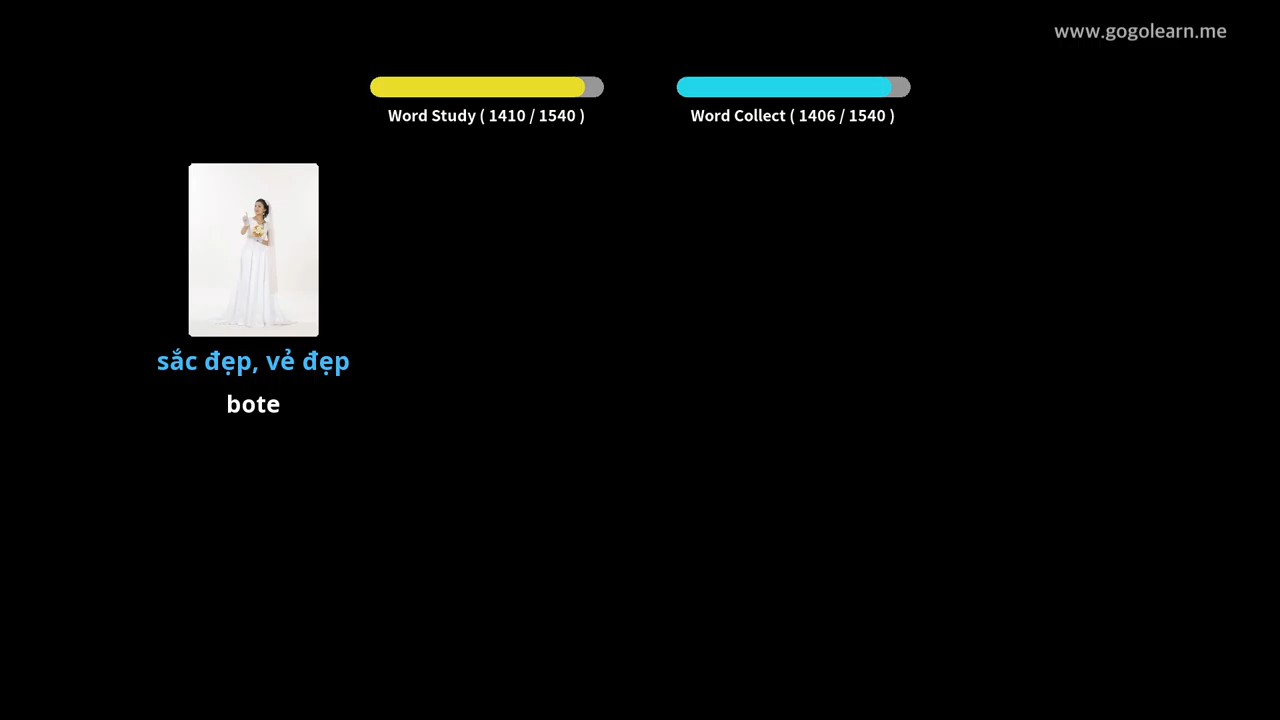 www.gogolearn.me
Word Study ( 1410 / 1540 )
Word Collect ( 1406 / 1540 )
sắc đẹp, vẻ đẹp
bote